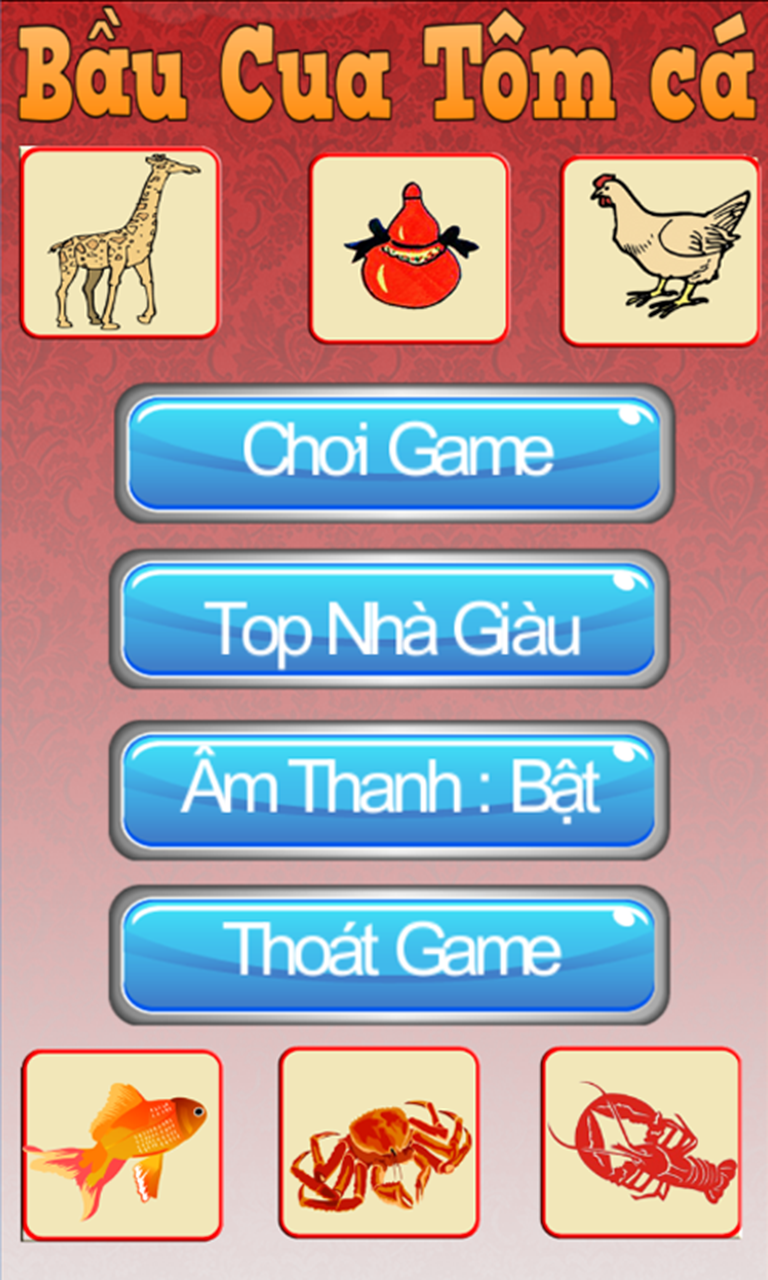 Bầu Cua Tôm cá
Chơi Game
Top Nhà Giàu
Âm Thanh : Bật
Thoát Game